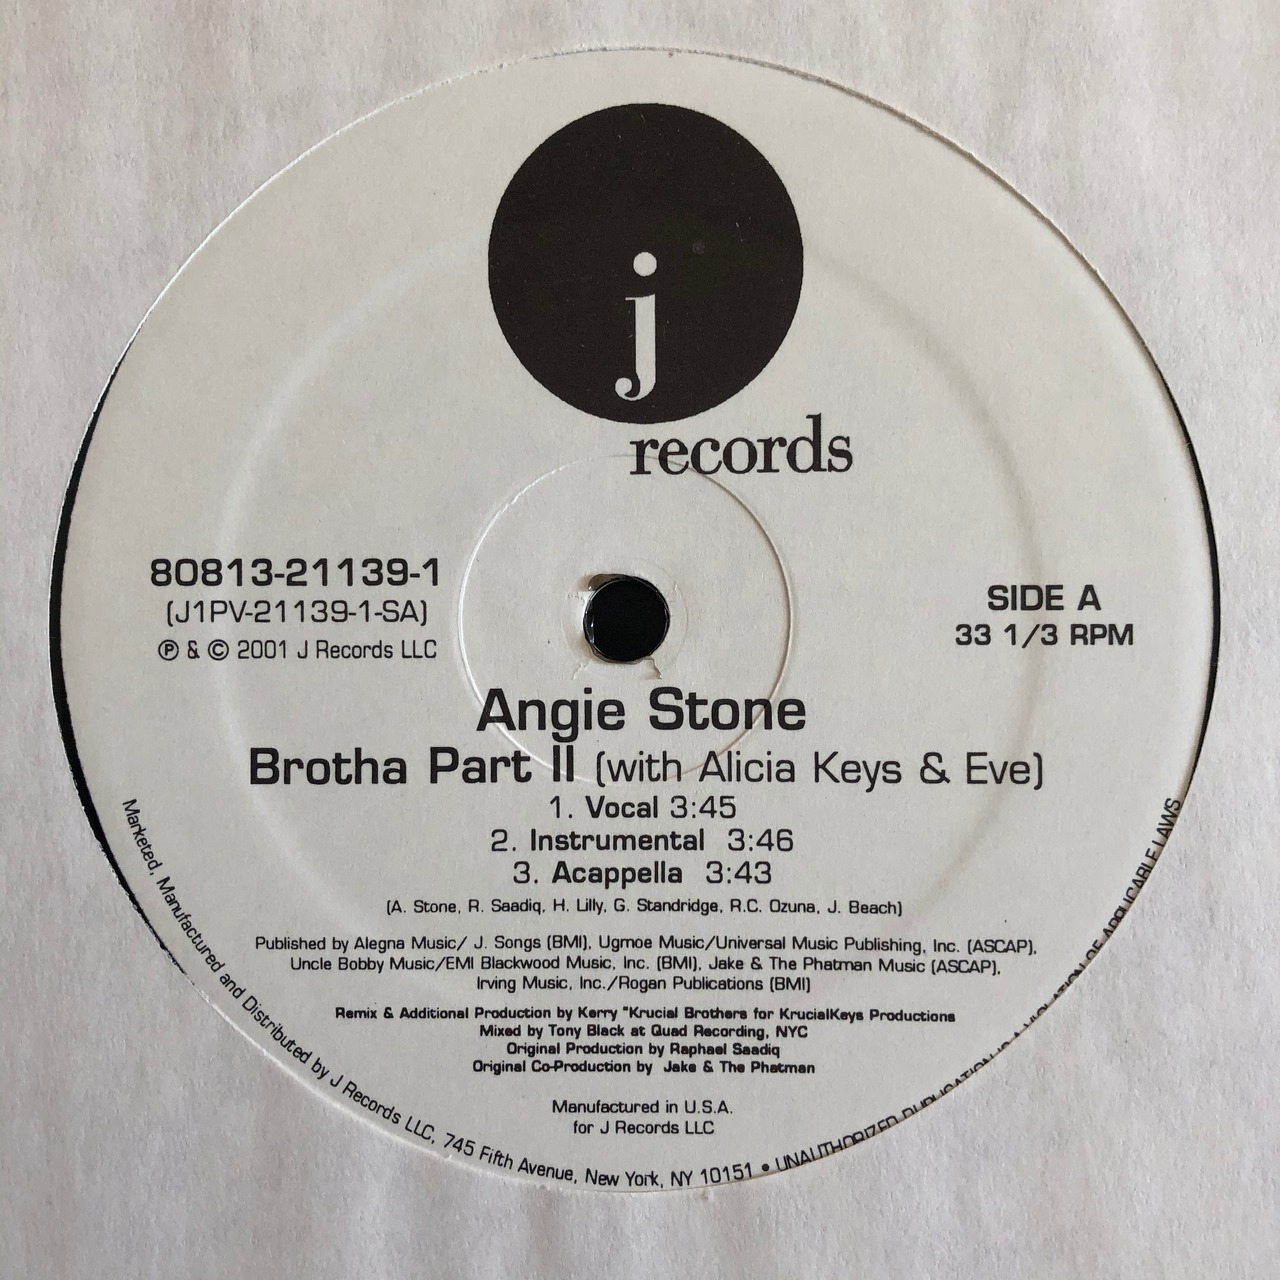 j
records
80813-21139-1
(J1PV-21139-1-SA)
℗ & © 2001 J Records LLC
SIDE A
33 1/3 RPM
Angie Stone
Brotha Part II (with Alicia Keys & Eve)
1. Vocal 3:45
2. Instrumental 3:46
3. Acappella 3:43
(A. Stone, R. Saadiq, H. Lilly, G. Standridge, R.C. Ozuna, J. Beach)
Published by Alegna Music/ J. Songs (BMI), Ugmoe Music/Universal Music Publishing, Inc. (ASCAP),
Uncle Bobby Music/EMI Blackwood Music, Inc. (BMI), Jake & The Phatman Music (ASCAP),
Irving Music, Inc./Rogan Publications (BMI)
Remix & Additional Production by Kerry "Krucial Brothers for KrucialKeys Productions
Mixed by Tony Black at Quad Recording, NYC
Original Production by Raphael Saadiq
Original Co-Production by Jake & The Phatman
Manufactured in U.S.A.
for J Records LLC
Marketed, Manufactured and Distributed by J Records LLC, 745 Fifth Avenue, New York, NY 10151 • UNAUTHORIZED DUPLICATION IS A VIOLATION OF APPLICABLE LAWS